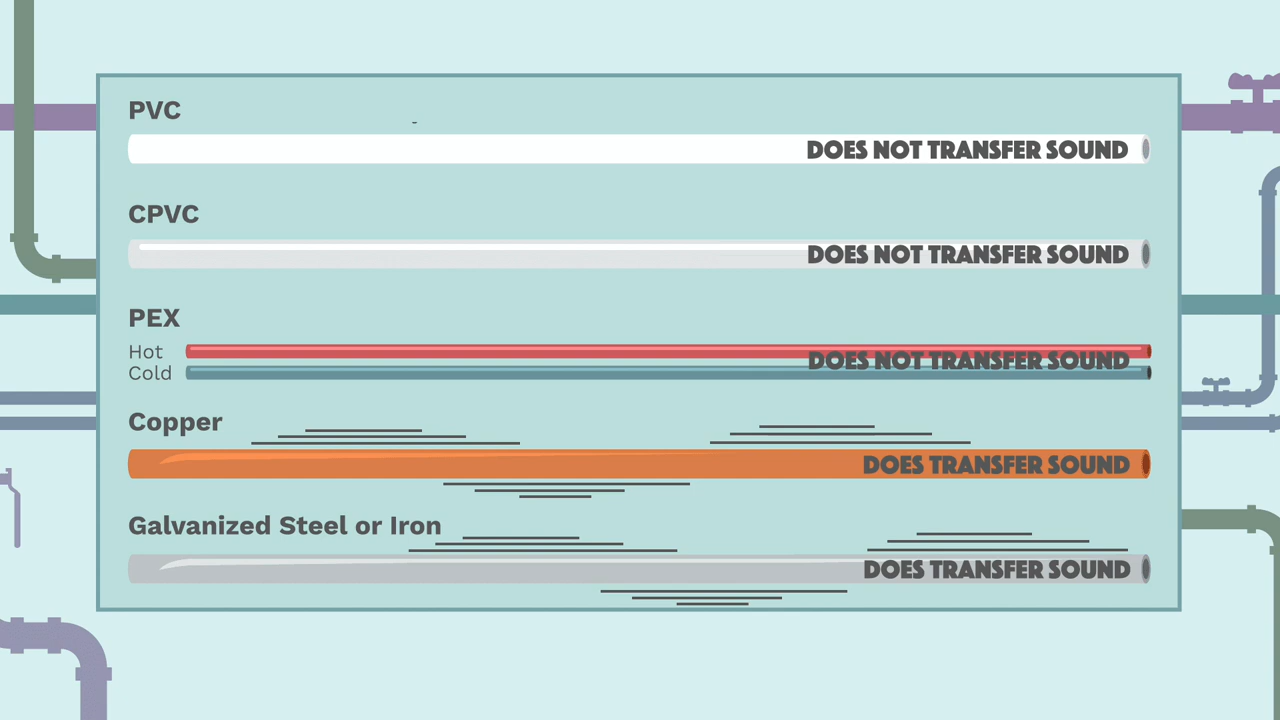 PVC
DOES NOT TRANSFER SOUND
CPVC
DOES NOT TRANSFER SOUND
PEX
Hot
DOES NOT TRANSFER SOUND
Cold
Copper
DOES TRANSFER SOUND
Galvanized Steel or Iron
DOES TRANSFER SOUND